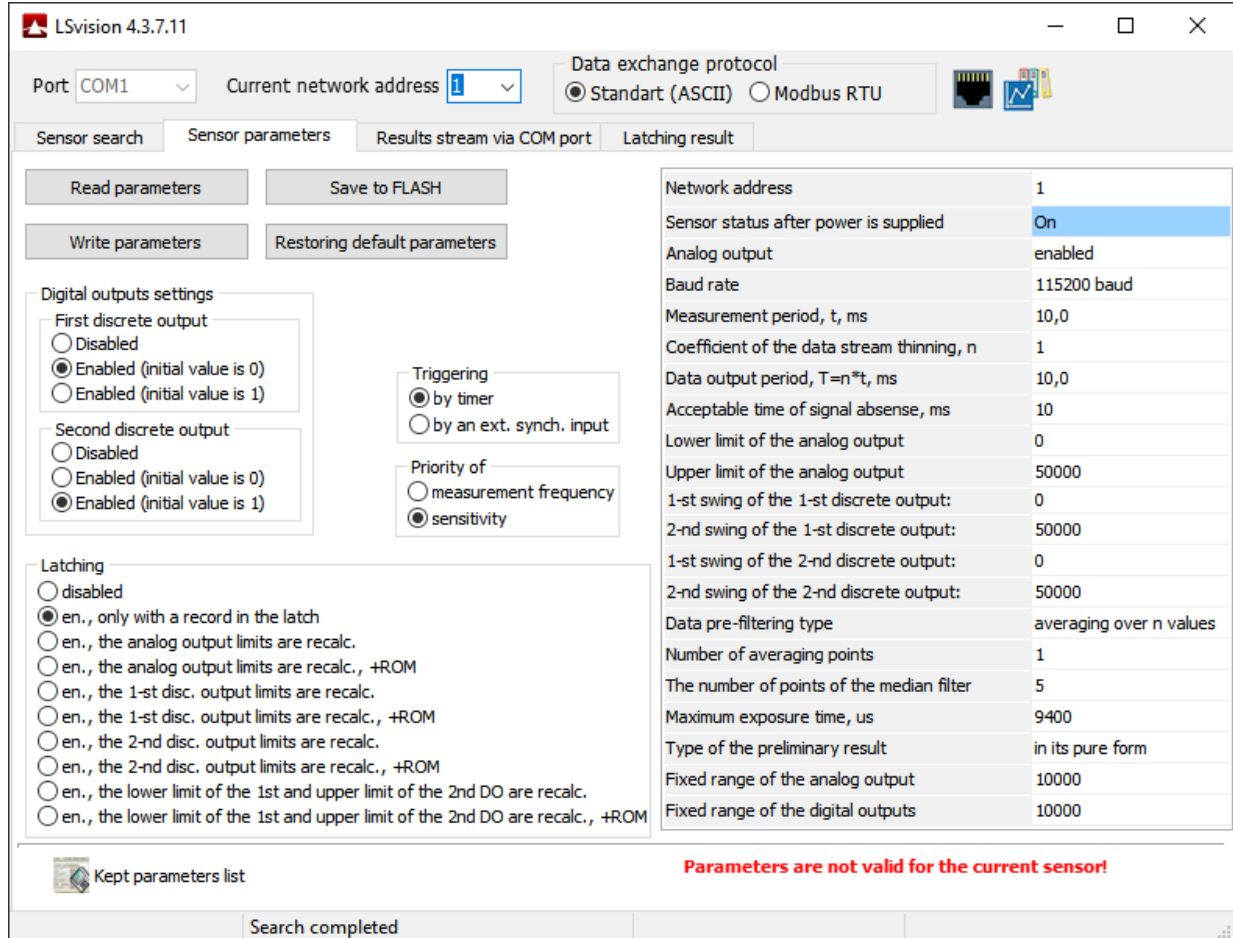 LSvision 4.3.7.11
Port COM1 Current network address 1 Data exchange protocol
Standart (ASCII) Modbus RTU
Sensor search Sensor parameters Results stream via COM port Latching result
Read parameters Save to FLASH
Write parameters Restoring default parameters
Digital outputs settings
First discrete output
Disabled
Enabled (initial value is 0)
Enabled (initial value is 1)
Second discrete output
Disabled
Enabled (initial value is 0)
Enabled (initial value is 1)
Triggering
by timer
by an ext. synch. input
Priority of
measurement frequency
sensitivity
Latching
disabled
en., only with a record in the latch
en., the analog output limits are recalc.
en., the analog output limits are recalc., +ROM
en., the 1-st disc. output limits are recalc.
en., the 1-st disc. output limits are recalc., +ROM
en., the 2-nd disc. output limits are recalc.
en., the 2-nd disc. output limits are recalc., +ROM
en., the lower limit of the 1st and upper limit of the 2nd DO are recalc.
en., the lower limit of the 1st and upper limit of the 2nd DO are recalc., +ROM
Network address 1
Sensor status after power is supplied On
Analog output enabled
Baud rate 115200 baud
Measurement period, t, ms 10,0
Coefficient of the data stream thinning, n 1
Data output period, T=n*t, ms 10,0
Acceptable time of signal absense, ms 10
Lower limit of the analog output 0
Upper limit of the analog output 50000
1-st swing of the 1-st discrete output: 0
2-nd swing of the 1-st discrete output: 50000
1-st swing of the 2-nd discrete output: 0
2-nd swing of the 2-nd discrete output: 50000
Data pre-filtering type averaging over n values
Number of averaging points 1
The number of points of the median filter 5
Maximum exposure time, us 9400
Type of the preliminary result in its pure form
Fixed range of the analog output 10000
Fixed range of the digital outputs 10000
Kept parameters list
Parameters are not valid for the current sensor!
Search completed